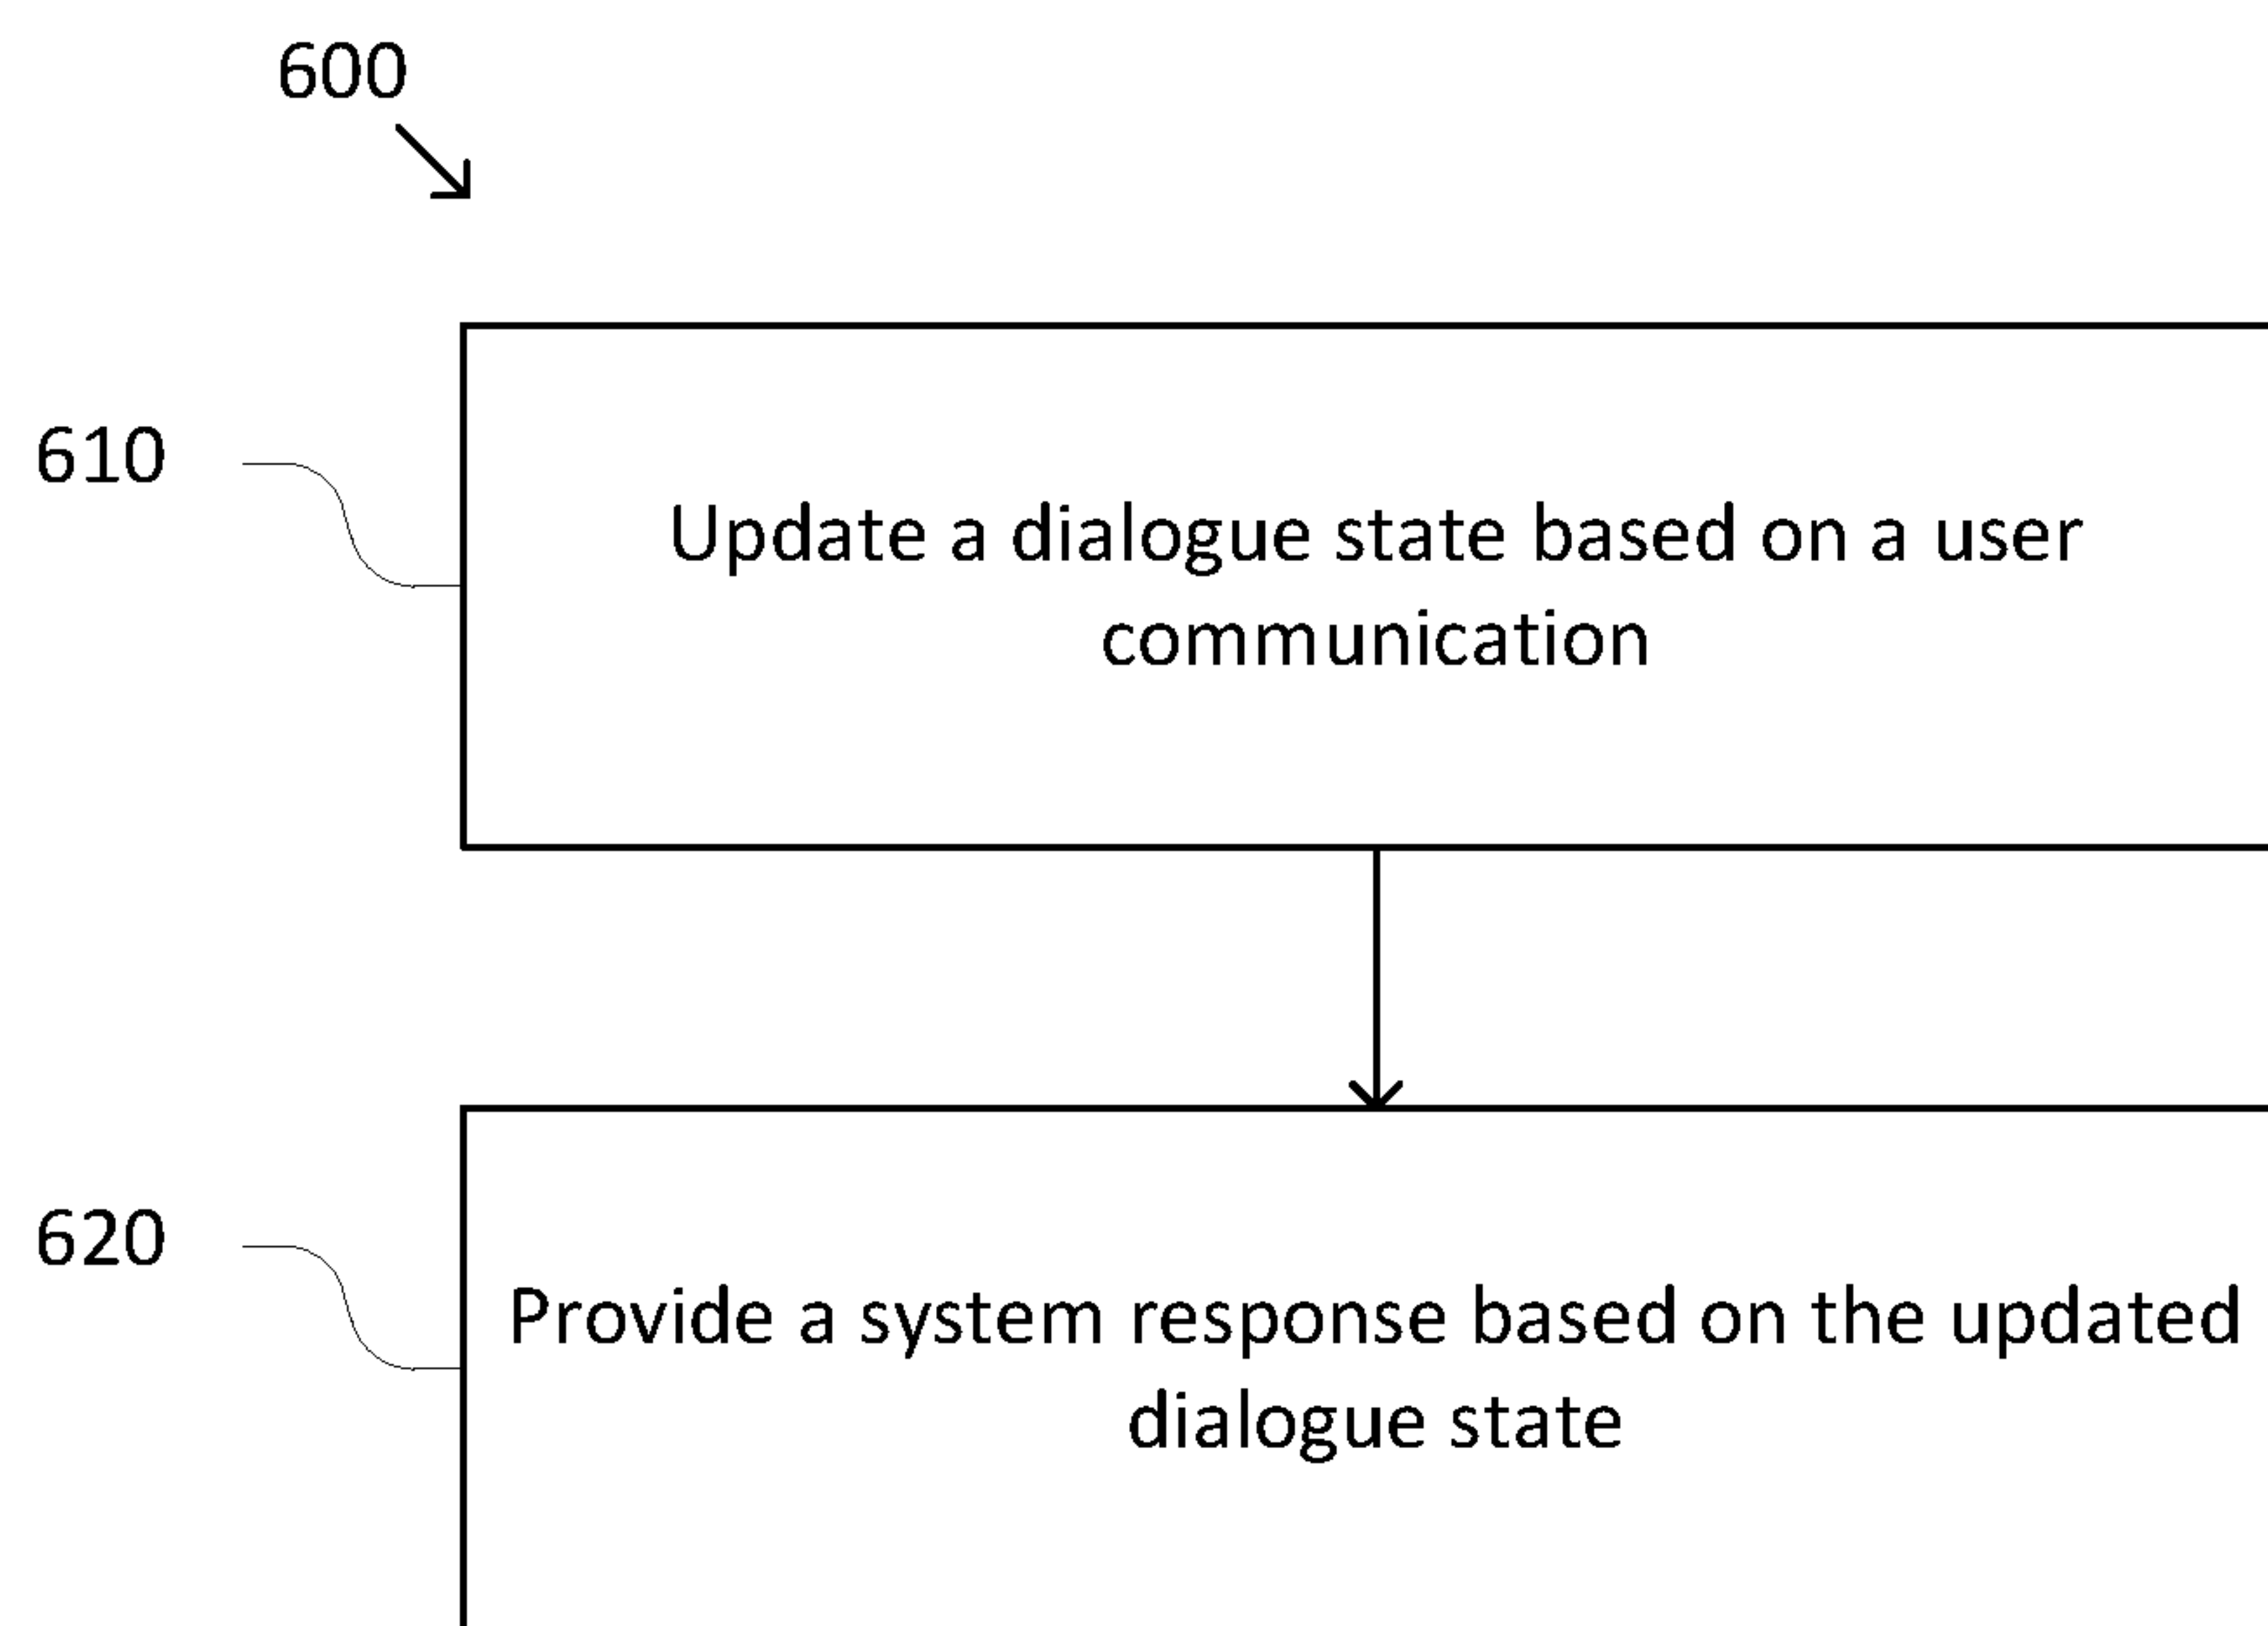 600
610
Update a dialogue state based on a user
communication
620
Provide a system response based on the updated
dialogue state